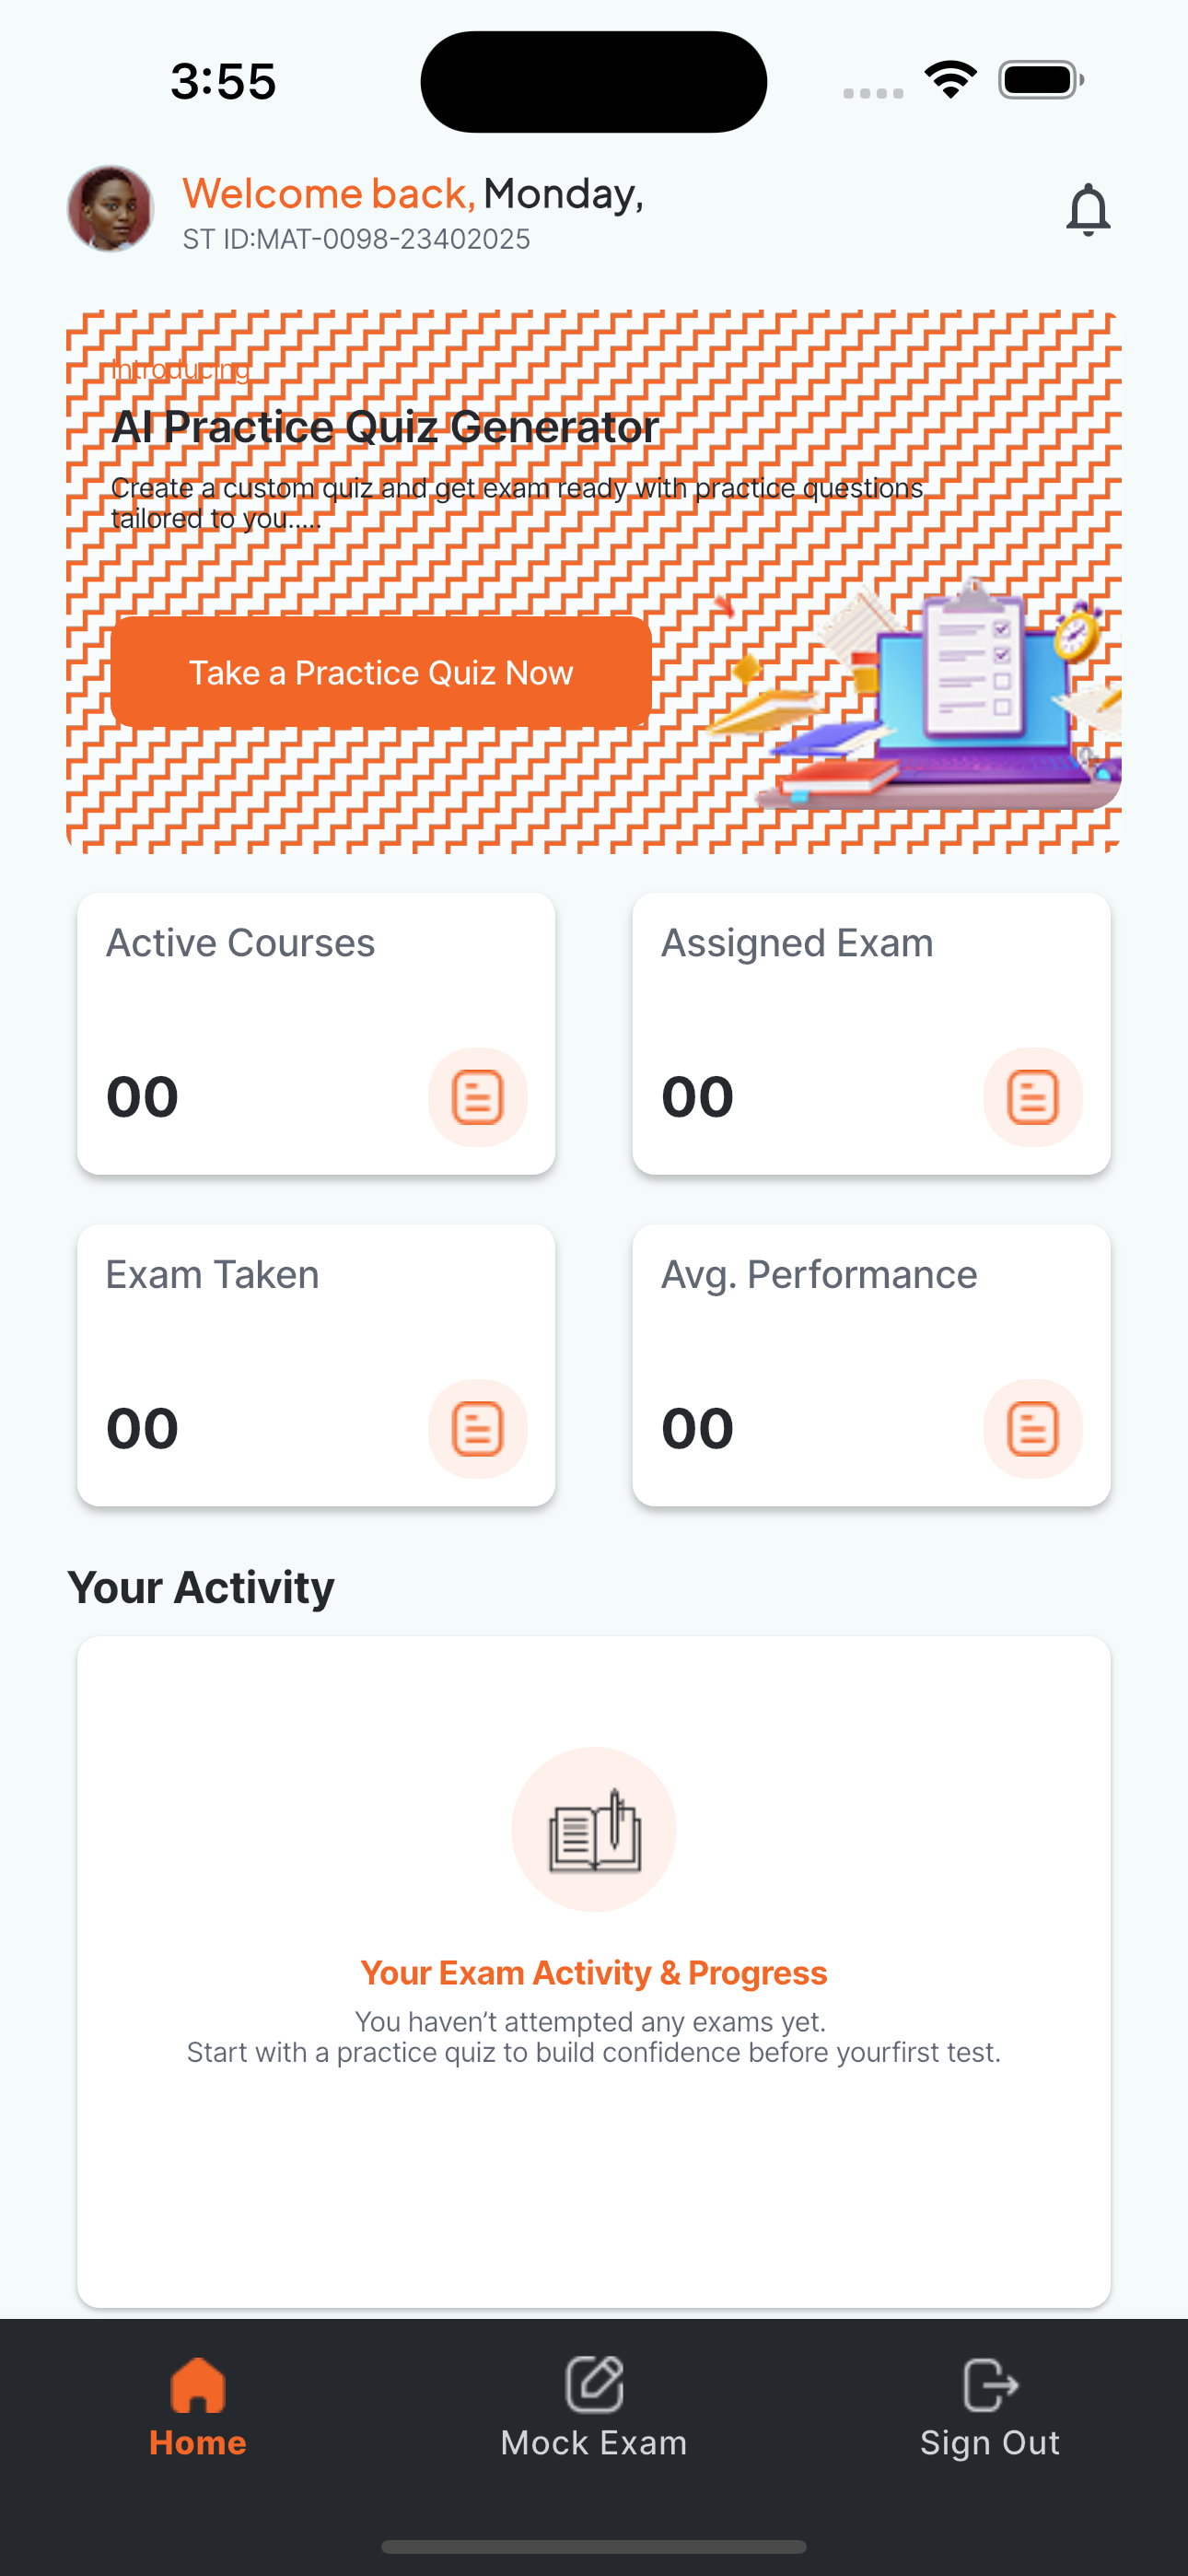 3:55
Welcome back, Monday,
ST ID:MAT-0098-23402025
Introducing
AI Practice Quiz Generator
Create a custom quiz and get exam ready with practice questions
tailored to you.....
Take a Practice Quiz Now
Active Courses
00
Assigned Exam
00
Exam Taken
00
Avg. Performance
00
Your Activity
Your Exam Activity & Progress
You haven’t attempted any exams yet.
Start with a practice quiz to build confidence before yourfirst test.
Home
Mock Exam
Sign Out